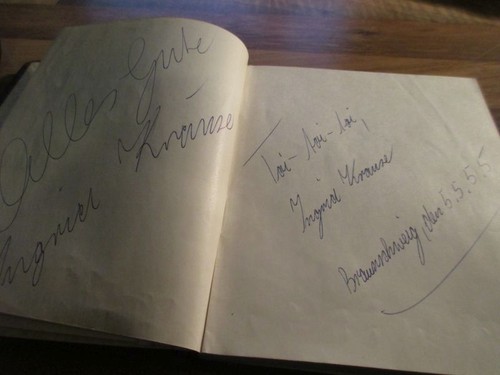 Alles Gute
Ingrid Krause
Toi-toi-toi,
Ingrid Krause
Braunschweig, den 5.5.55